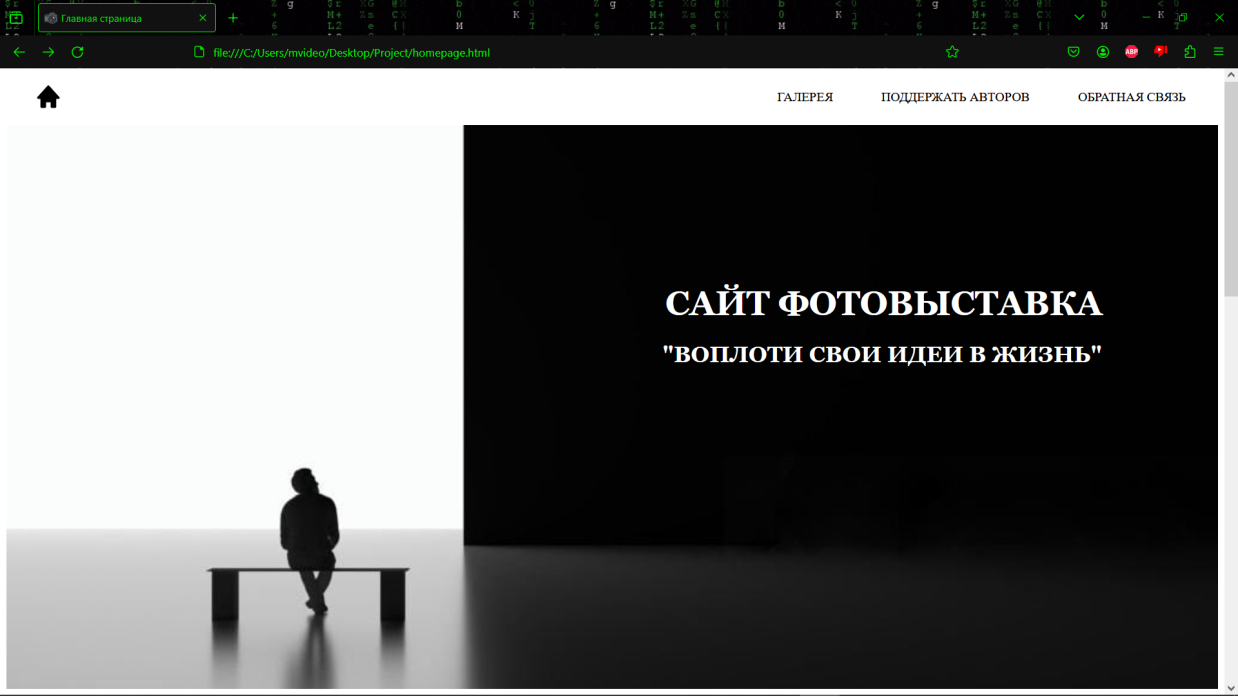 Главная страница
file:///C:/Users/mvideo/Desktop/Project/homepage.html
ABP
ГАЛЕРЕЯ ПОДДЕРЖАТЬ АВТОРОВ ОБРАТНАЯ СВЯЗЬ
САЙТ ФОТОВЫСТАВКА
"ВОПЛОТИ СВОИ ИДЕИ В ЖИЗНЬ"